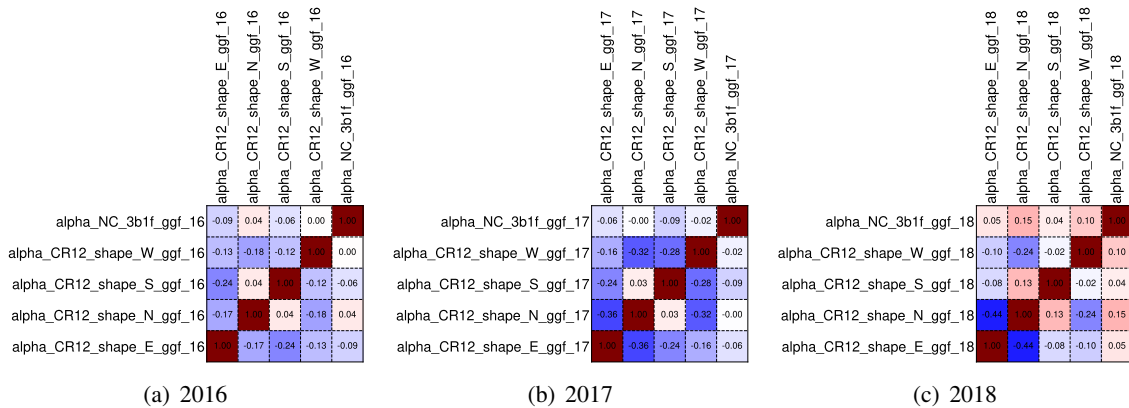 alpha_CR12_shape_E_ggf_16
alpha_CR12_shape_N_ggf_16
alpha_CR12_shape_S_ggf_16
alpha_CR12_shape_W_ggf_16
alpha_NC_3b1f_ggf_16
alpha_NC_3b1f_ggf_16 -0.09 0.04 -0.06 0.00 1.00
alpha_CR12_shape_W_ggf_16 -0.13 -0.18 -0.12 1.00 0.00
alpha_CR12_shape_S_ggf_16 -0.24 0.04 1.00 -0.12 -0.06
alpha_CR12_shape_N_ggf_16 -0.17 1.00 0.04 -0.18 0.04
alpha_CR12_shape_E_ggf_16 1.00 -0.17 -0.24 -0.13 -0.09
(a) 2016
alpha_CR12_shape_E_ggf_17
alpha_CR12_shape_N_ggf_17
alpha_CR12_shape_S_ggf_17
alpha_CR12_shape_W_ggf_17
alpha_NC_3b1f_ggf_17
alpha_NC_3b1f_ggf_17 -0.06 -0.00 -0.09 -0.02 1.00
alpha_CR12_shape_W_ggf_17 -0.16 -0.32 -0.28 1.00 -0.02
alpha_CR12_shape_S_ggf_17 -0.24 0.03 1.00 -0.28 -0.09
alpha_CR12_shape_N_ggf_17 -0.36 1.00 0.03 -0.32 -0.00
alpha_CR12_shape_E_ggf_17 1.00 -0.36 -0.24 -0.16 -0.06
(b) 2017
alpha_CR12_shape_E_ggf_18
alpha_CR12_shape_N_ggf_18
alpha_CR12_shape_S_ggf_18
alpha_CR12_shape_W_ggf_18
alpha_NC_3b1f_ggf_18
alpha_NC_3b1f_ggf_18 0.05 0.15 0.04 0.10 1.00
alpha_CR12_shape_W_ggf_18 -0.10 -0.24 -0.02 1.00 0.10
alpha_CR12_shape_S_ggf_18 -0.08 0.13 1.00 -0.02 0.04
alpha_CR12_shape_N_ggf_18 -0.44 1.00 0.13 -0.24 0.15
alpha_CR12_shape_E_ggf_18 1.00 -0.44 -0.08 -0.10 0.05
(c) 2018